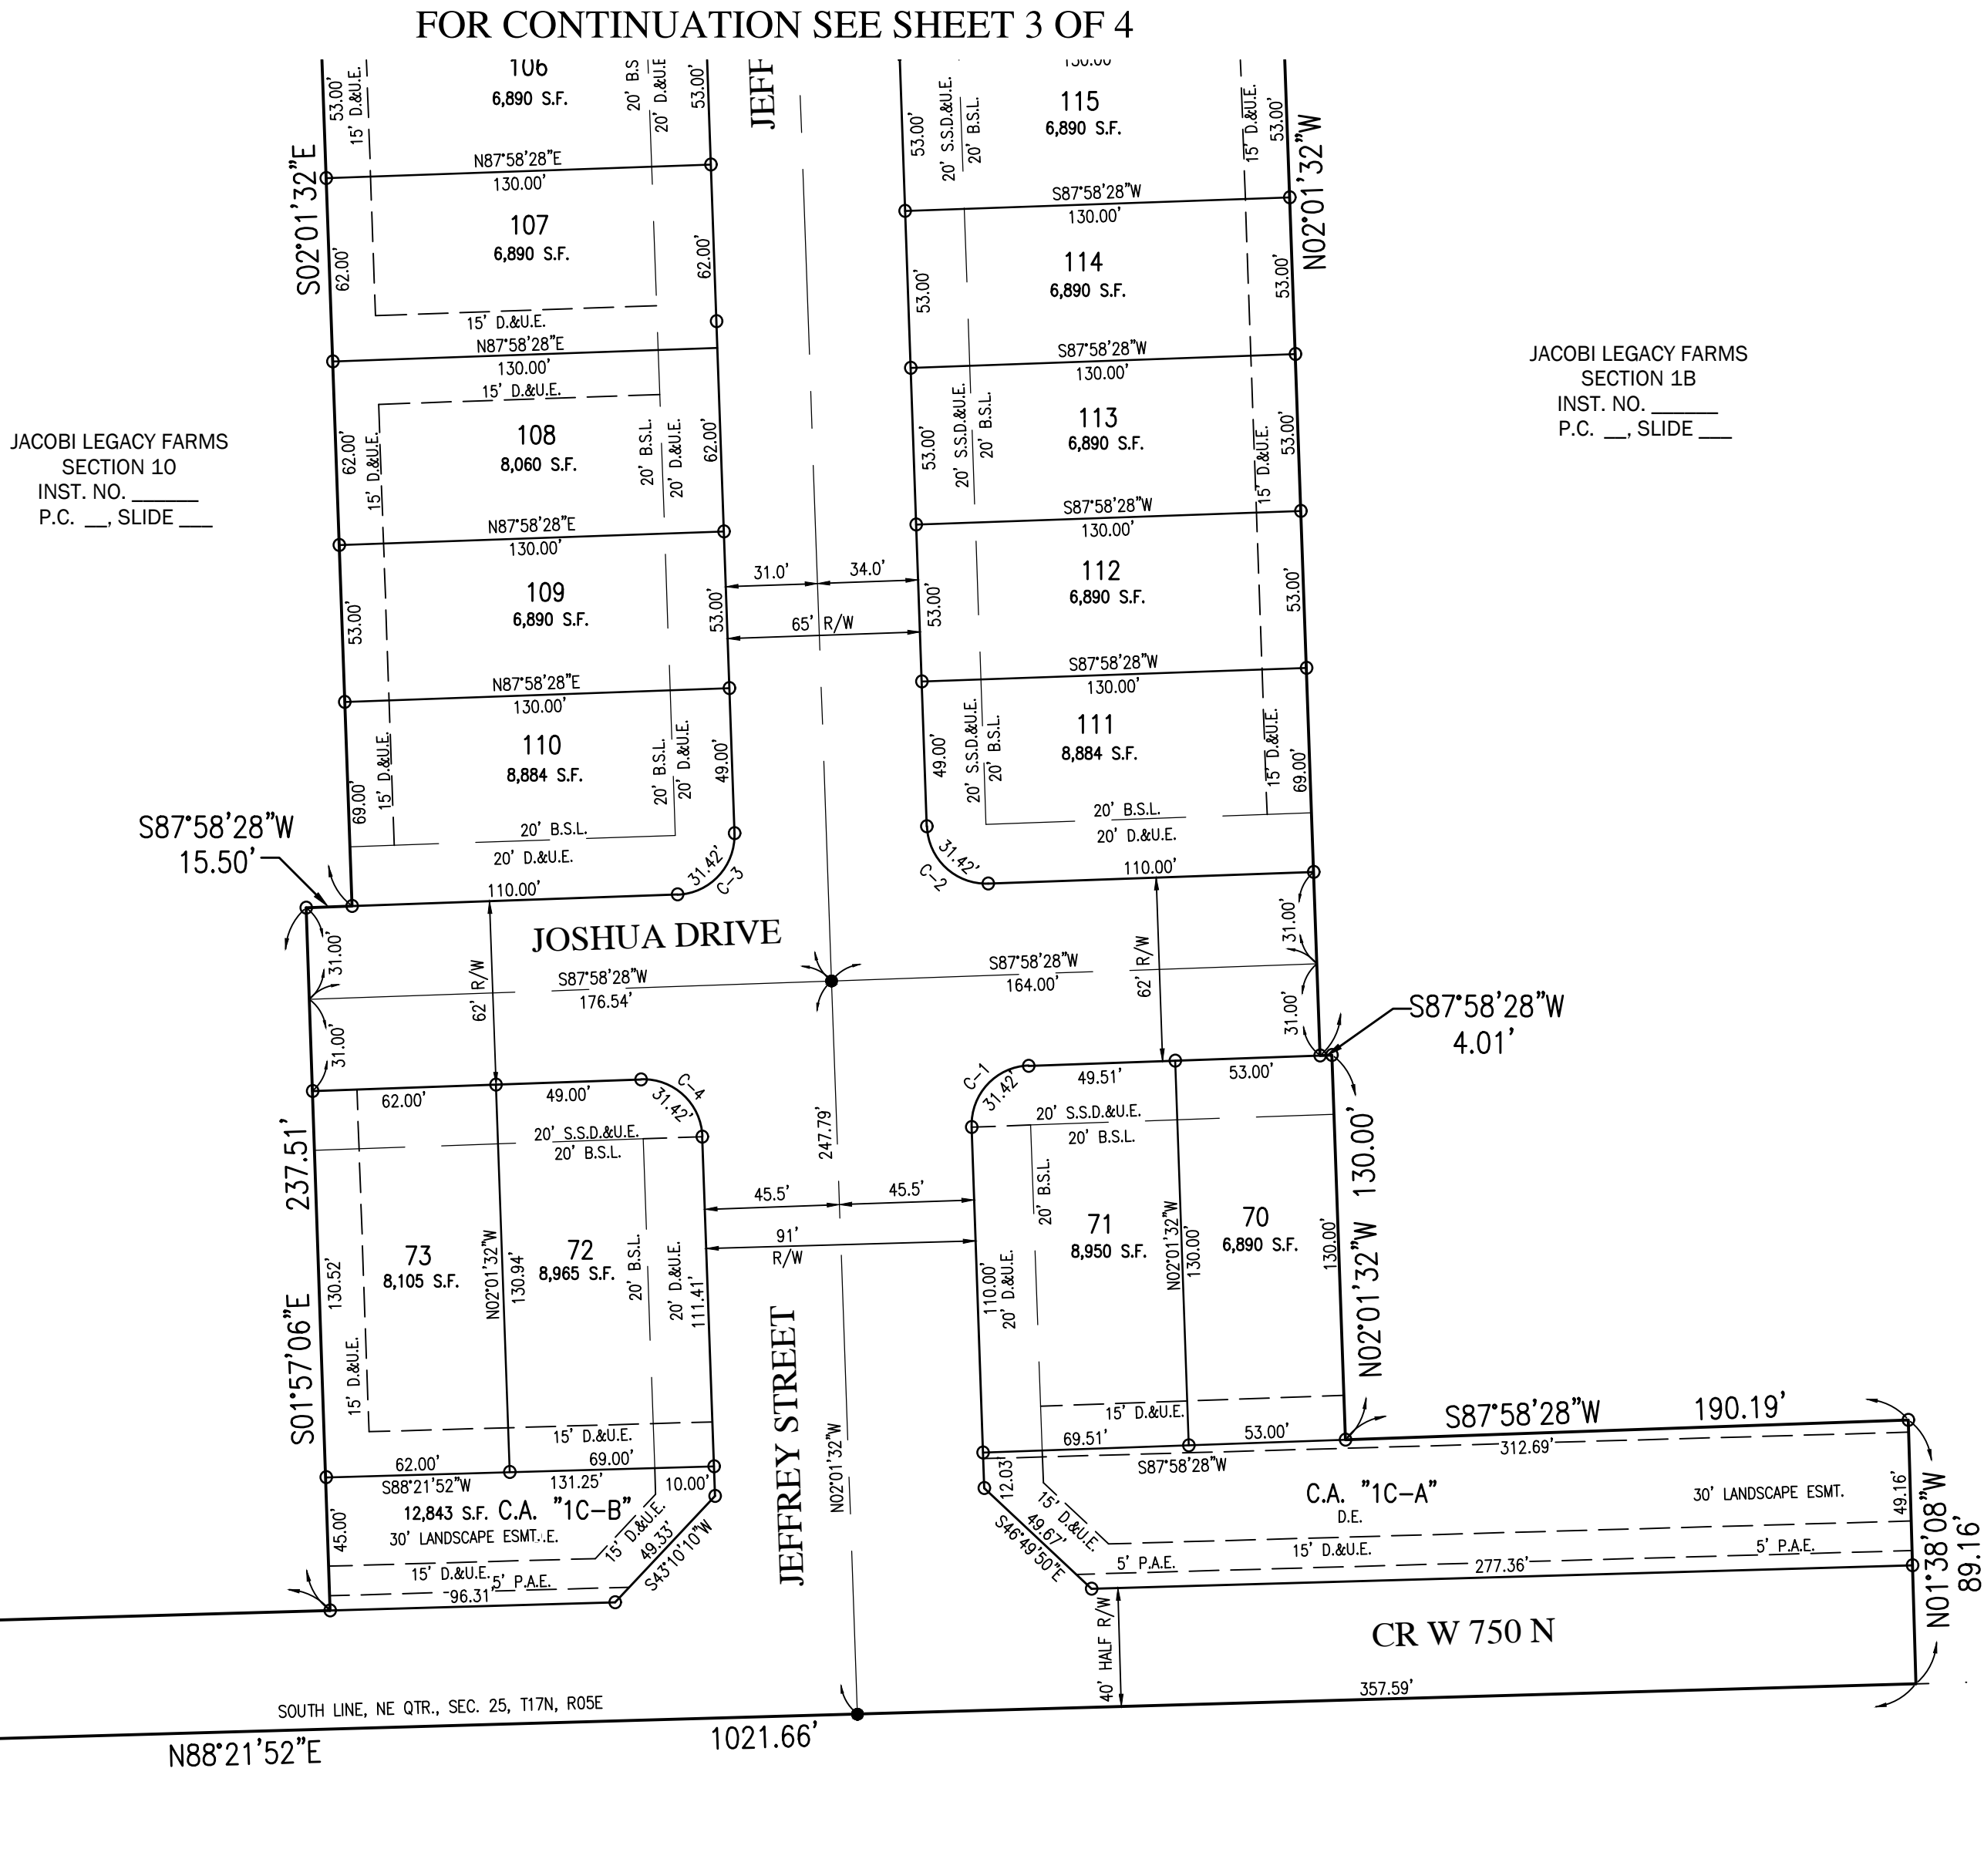 FOR CONTINUATION SEE SHEET 3 OF 4
106
6,890 S.F.
53.00'
15' D.&U.E.
20' B.S
20' D.&U.E
53.00'
JEFF
130.00'
115
6,890 S.F.
53.00'
20' S.S.D.&U.E.
20' B.S.L.
15' D.&U.E.
53.00'
S02°01'32"E
N02°01'32"W
N87°58'28"E
130.00'
107
6,890 S.F.
62.00'
62.00'
15' D.&U.E.
S87°58'28"W
130.00'
114
6,890 S.F.
53.00'
53.00'
N87°58'28"E
130.00'
15' D.&U.E.
108
8,060 S.F.
62.00'
15' D.&U.E.
20' B.S.L.
20' D.&U.E.
62.00'
S87°58'28"W
130.00'
113
6,890 S.F.
53.00'
20' S.S.D.&U.E.
20' B.S.L.
15' D.&U.E.
53.00'
JACOBI LEGACY FARMS
SECTION 1B
INST. NO. ______
P.C. __, SLIDE ___
JACOBI LEGACY FARMS
SECTION 10
INST. NO. ______
P.C. __, SLIDE ___
N87°58'28"E
130.00'
109
6,890 S.F.
53.00'
53.00'
31.0'
34.0'
65' R/W
S87°58'28"W
130.00'
112
6,890 S.F.
53.00'
53.00'
N87°58'28"E
130.00'
110
8,884 S.F.
69.00'
15' D.&U.E.
20' B.S.L.
20' D.&U.E.
49.00'
20' B.S.L.
20' D.&U.E.
110.00'
31.42'
C-3
S87°58'28"W
130.00'
111
8,884 S.F.
49.00'
20' S.S.D.&U.E.
20' B.S.L.
15' D.&U.E.
69.00'
20' B.S.L.
20' D.&U.E.
110.00'
31.42'
C-2
S87°58'28"W
15.50'
JOSHUA DRIVE
31.00'
31.00'
62' R/W
S87°58'28"W
176.54'
S87°58'28"W
164.00'
62' R/W
31.00'
31.00'
S87°58'28"W
4.01'
62.00'
49.00'
C-4
31.42'
20' S.S.D.&U.E.
20' B.S.L.
C-1
31.42'
49.51'
53.00'
20' S.S.D.&U.E.
20' B.S.L.
237.51'
S01°57'06"E
130.52'
15' D.&U.E.
73
8,105 S.F.
N02°01'32"W
130.94'
72
8,965 S.F.
20' B.S.L.
20' D.&U.E.
111.41'
15' D.&U.E.
247.79'
45.5'
45.5'
91'
R/W
20' B.S.L.
110.00'
20' D.&U.E.
71
8,950 S.F.
N02°01'32"W
130.00'
70
6,890 S.F.
130.00'
15' D.&U.E.
N02°01'32"W 130.00'
JEFFREY STREET
N02°01'32"W
62.00'
69.00'
S88°21'52"W
131.25'
10.00'
12,843 S.F. C.A. "1C-B"
30' LANDSCAPE ESMT..E.
45.00'
15' D.&U.E.
5' P.A.E.
96.31'
15' D.&U.E.
49.33'
S43°10'10"W
69.51'
53.00'
S87°58'28"W
S87°58'28"W
190.19'
312.69'
12.03'
15' D.&U.E.
49.67'
S46°49'50"E
C.A. "1C-A"
D.E.
30' LANDSCAPE ESMT.
49.16'
5' P.A.E.
15' D.&U.E.
277.36'
5' P.A.E.
N01°38'08"W
89.16'
40' HALF R/W
CR W 750 N
357.59'
SOUTH LINE, NE QTR., SEC. 25, T17N, R05E
1021.66'
N88°21'52"E